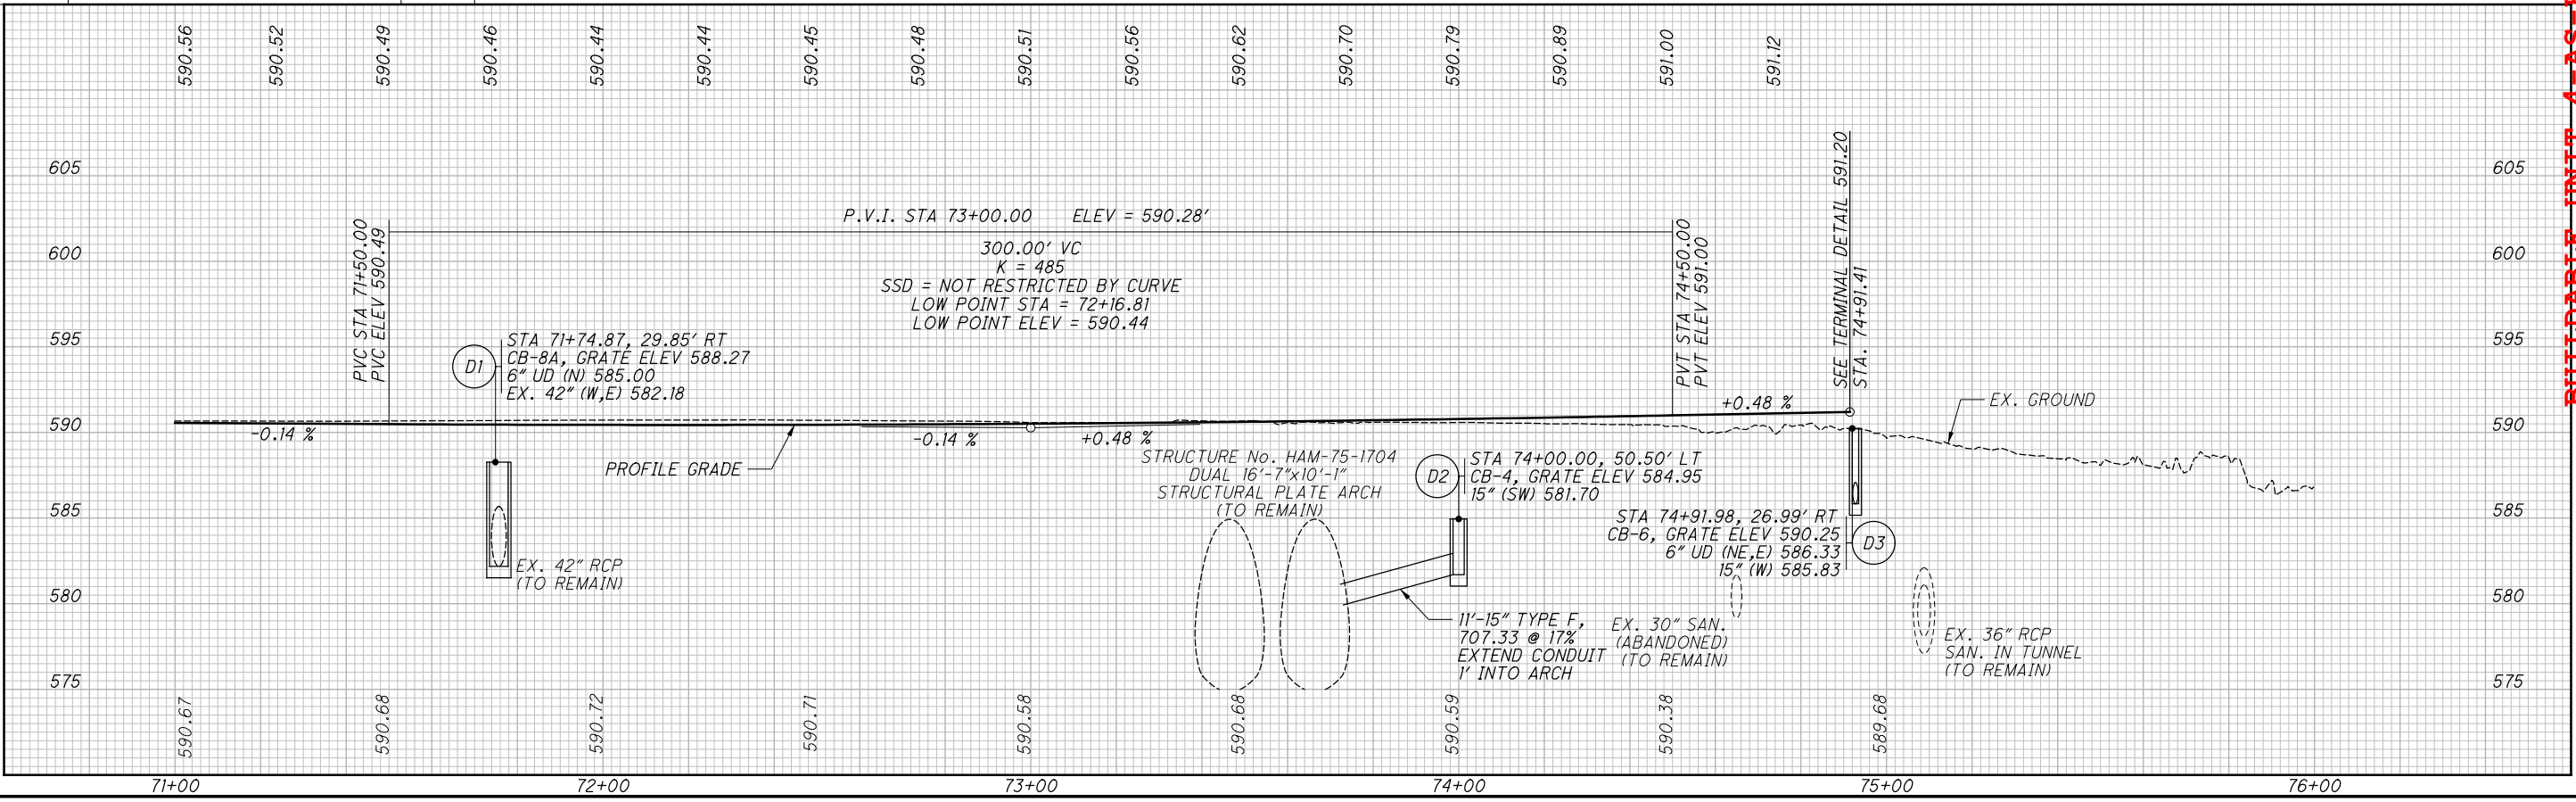 590.56
590.52
590.49
590.46
590.44
590.44
590.45
590.48
590.51
590.56
590.62
590.70
590.79
590.89
591.00
591.12
605
600
595
590
585
580
575
605
600
595
590
585
580
575
PVC STA 71+50.00
PVC ELEV 590.49
P.V.I. STA 73+00.00 ELEV = 590.28'
300.00' VC
K = 485
SSD = NOT RESTRICTED BY CURVE
LOW POINT STA = 72+16.81
LOW POINT ELEV = 590.44
PVT STA 74+50.00
PVT ELEV 591.00
SEE TERMINAL DETAIL 591.20
STA. 74+91.41
D1
STA 71+74.87, 29.85' RT
CB-8A, GRATE ELEV 588.27
6" UD (N) 585.00
EX. 42" (W,E) 582.18
-0.14 %
PROFILE GRADE
-0.14 %
+0.48 %
+0.48 %
EX. GROUND
EX. 42" RCP
(TO REMAIN)
STRUCTURE No. HAM-75-1704
DUAL 16'-7"x10'-1"
STRUCTURAL PLATE ARCH
(TO REMAIN)
D2
STA 74+00.00, 50.50' LT
CB-4, GRATE ELEV 584.95
15" (SW) 581.70
STA 74+91.98, 26.99' RT
CB-6, GRATE ELEV 590.25
6" UD (NE,E) 586.33
15" (W) 585.83
D3
11'-15" TYPE F,
707.33 @ 17%
EXTEND CONDUIT
1' INTO ARCH
EX. 30" SAN.
(ABANDONED)
(TO REMAIN)
EX. 36" RCP
SAN. IN TUNNEL
(TO REMAIN)
590.67
590.68
590.72
590.71
590.58
590.68
590.59
590.38
589.68
71+00
72+00
73+00
74+00
75+00
76+00